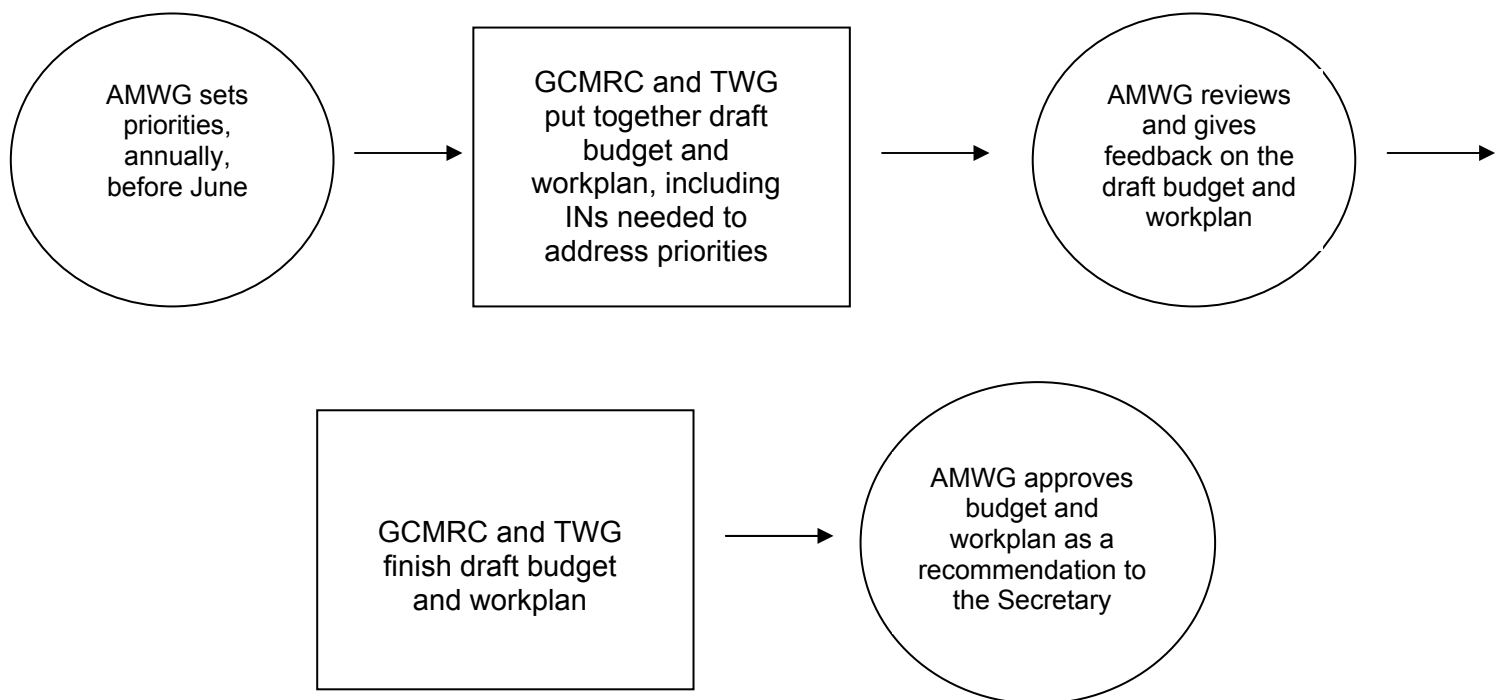 AMWG sets
priorities,
annually,
before June
GCMRC and TWG
put together draft
budget and
workplan, including
INs needed to
address priorities
AMWG reviews
and gives
feedback on the
draft budget and
workplan
GCMRC and TWG
finish draft budget
and workplan
AMWG approves
budget and
workplan as a
recommendation to
the Secretary